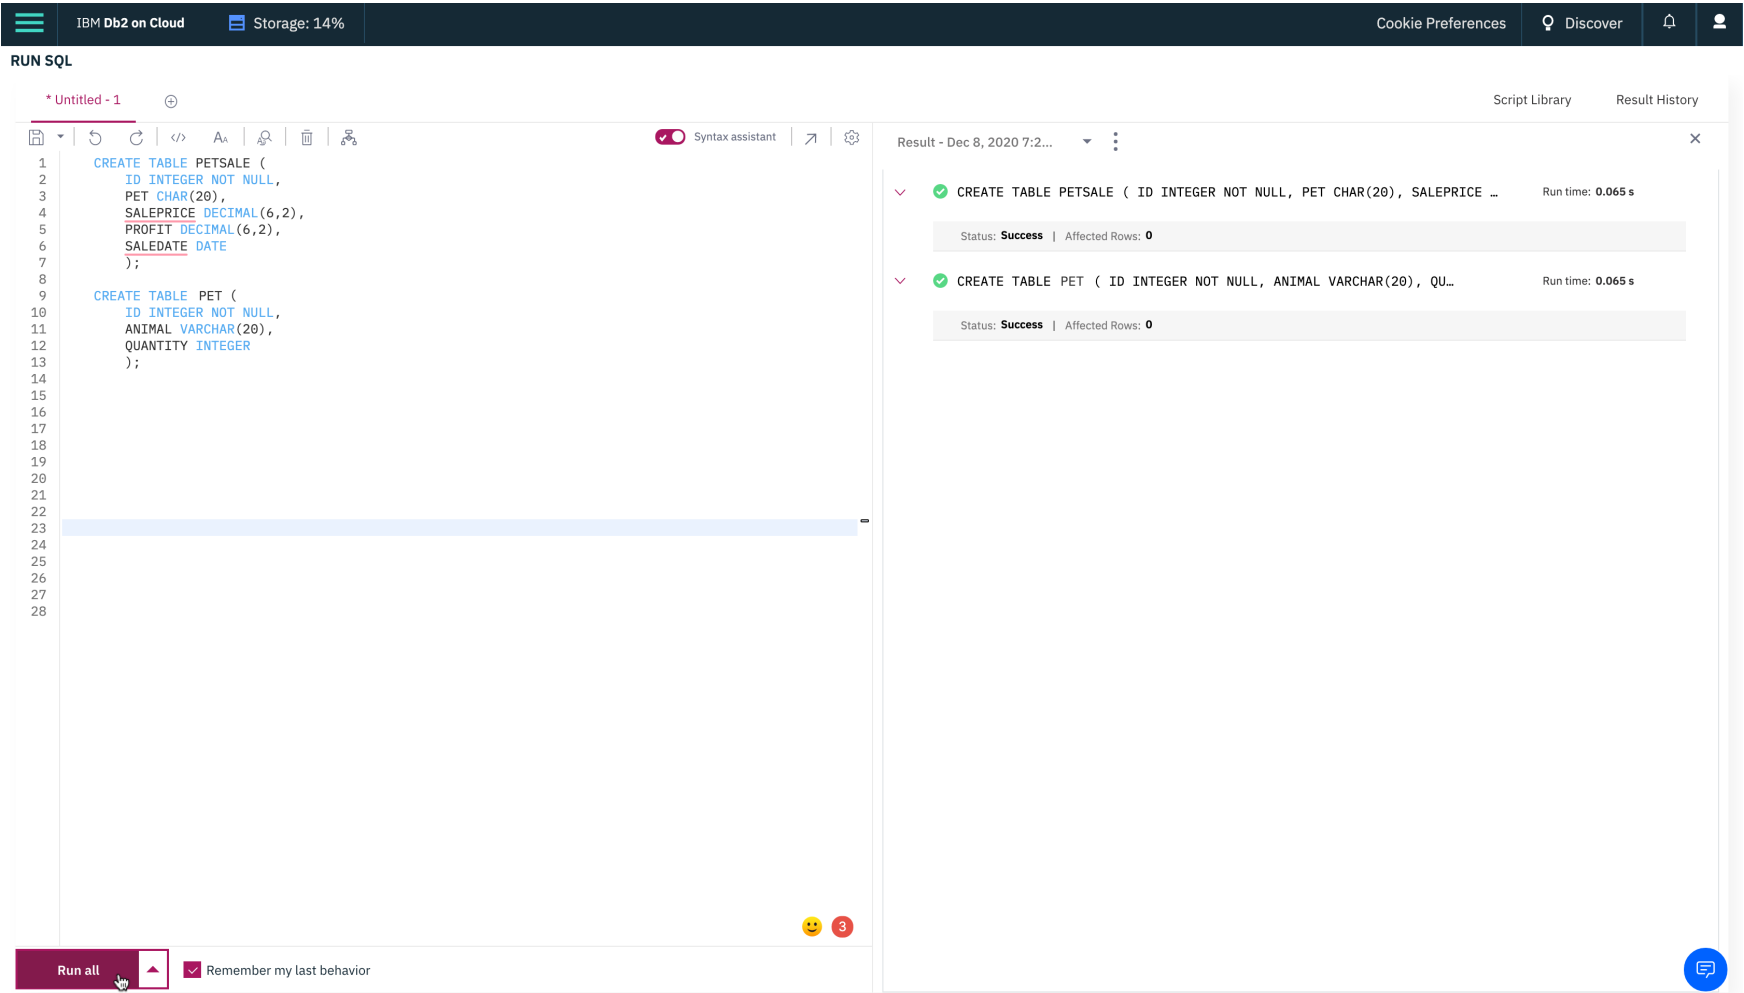 IBM Db2 on Cloud
Storage: 14%
Cookie Preferences
Discover
RUN SQL
* Untitled - 1
Script Library
Result History
Syntax assistant
1 CREATE TABLE PETSALE (
2 ID INTEGER NOT NULL,
3 PET CHAR(20),
4 SALEPRICE DECIMAL(6,2),
5 PROFIT DECIMAL(6,2),
6 SALEDATE DATE
7 );
8
9 CREATE TABLE PET (
10 ID INTEGER NOT NULL,
11 ANIMAL VARCHAR(20),
12 QUANTITY INTEGER
13 );
14
15
16
17
18
19
20
21
22
23
24
25
26
27
28
3
Run all
Remember my last behavior
Result - Dec 8, 2020 7:2...
CREATE TABLE PETSALE ( ID INTEGER NOT NULL, PET CHAR(20), SALEPRICE …
Run time: 0.065 s
Status: Success | Affected Rows: 0
CREATE TABLE PET ( ID INTEGER NOT NULL, ANIMAL VARCHAR(20), QU…
Run time: 0.065 s
Status: Success | Affected Rows: 0